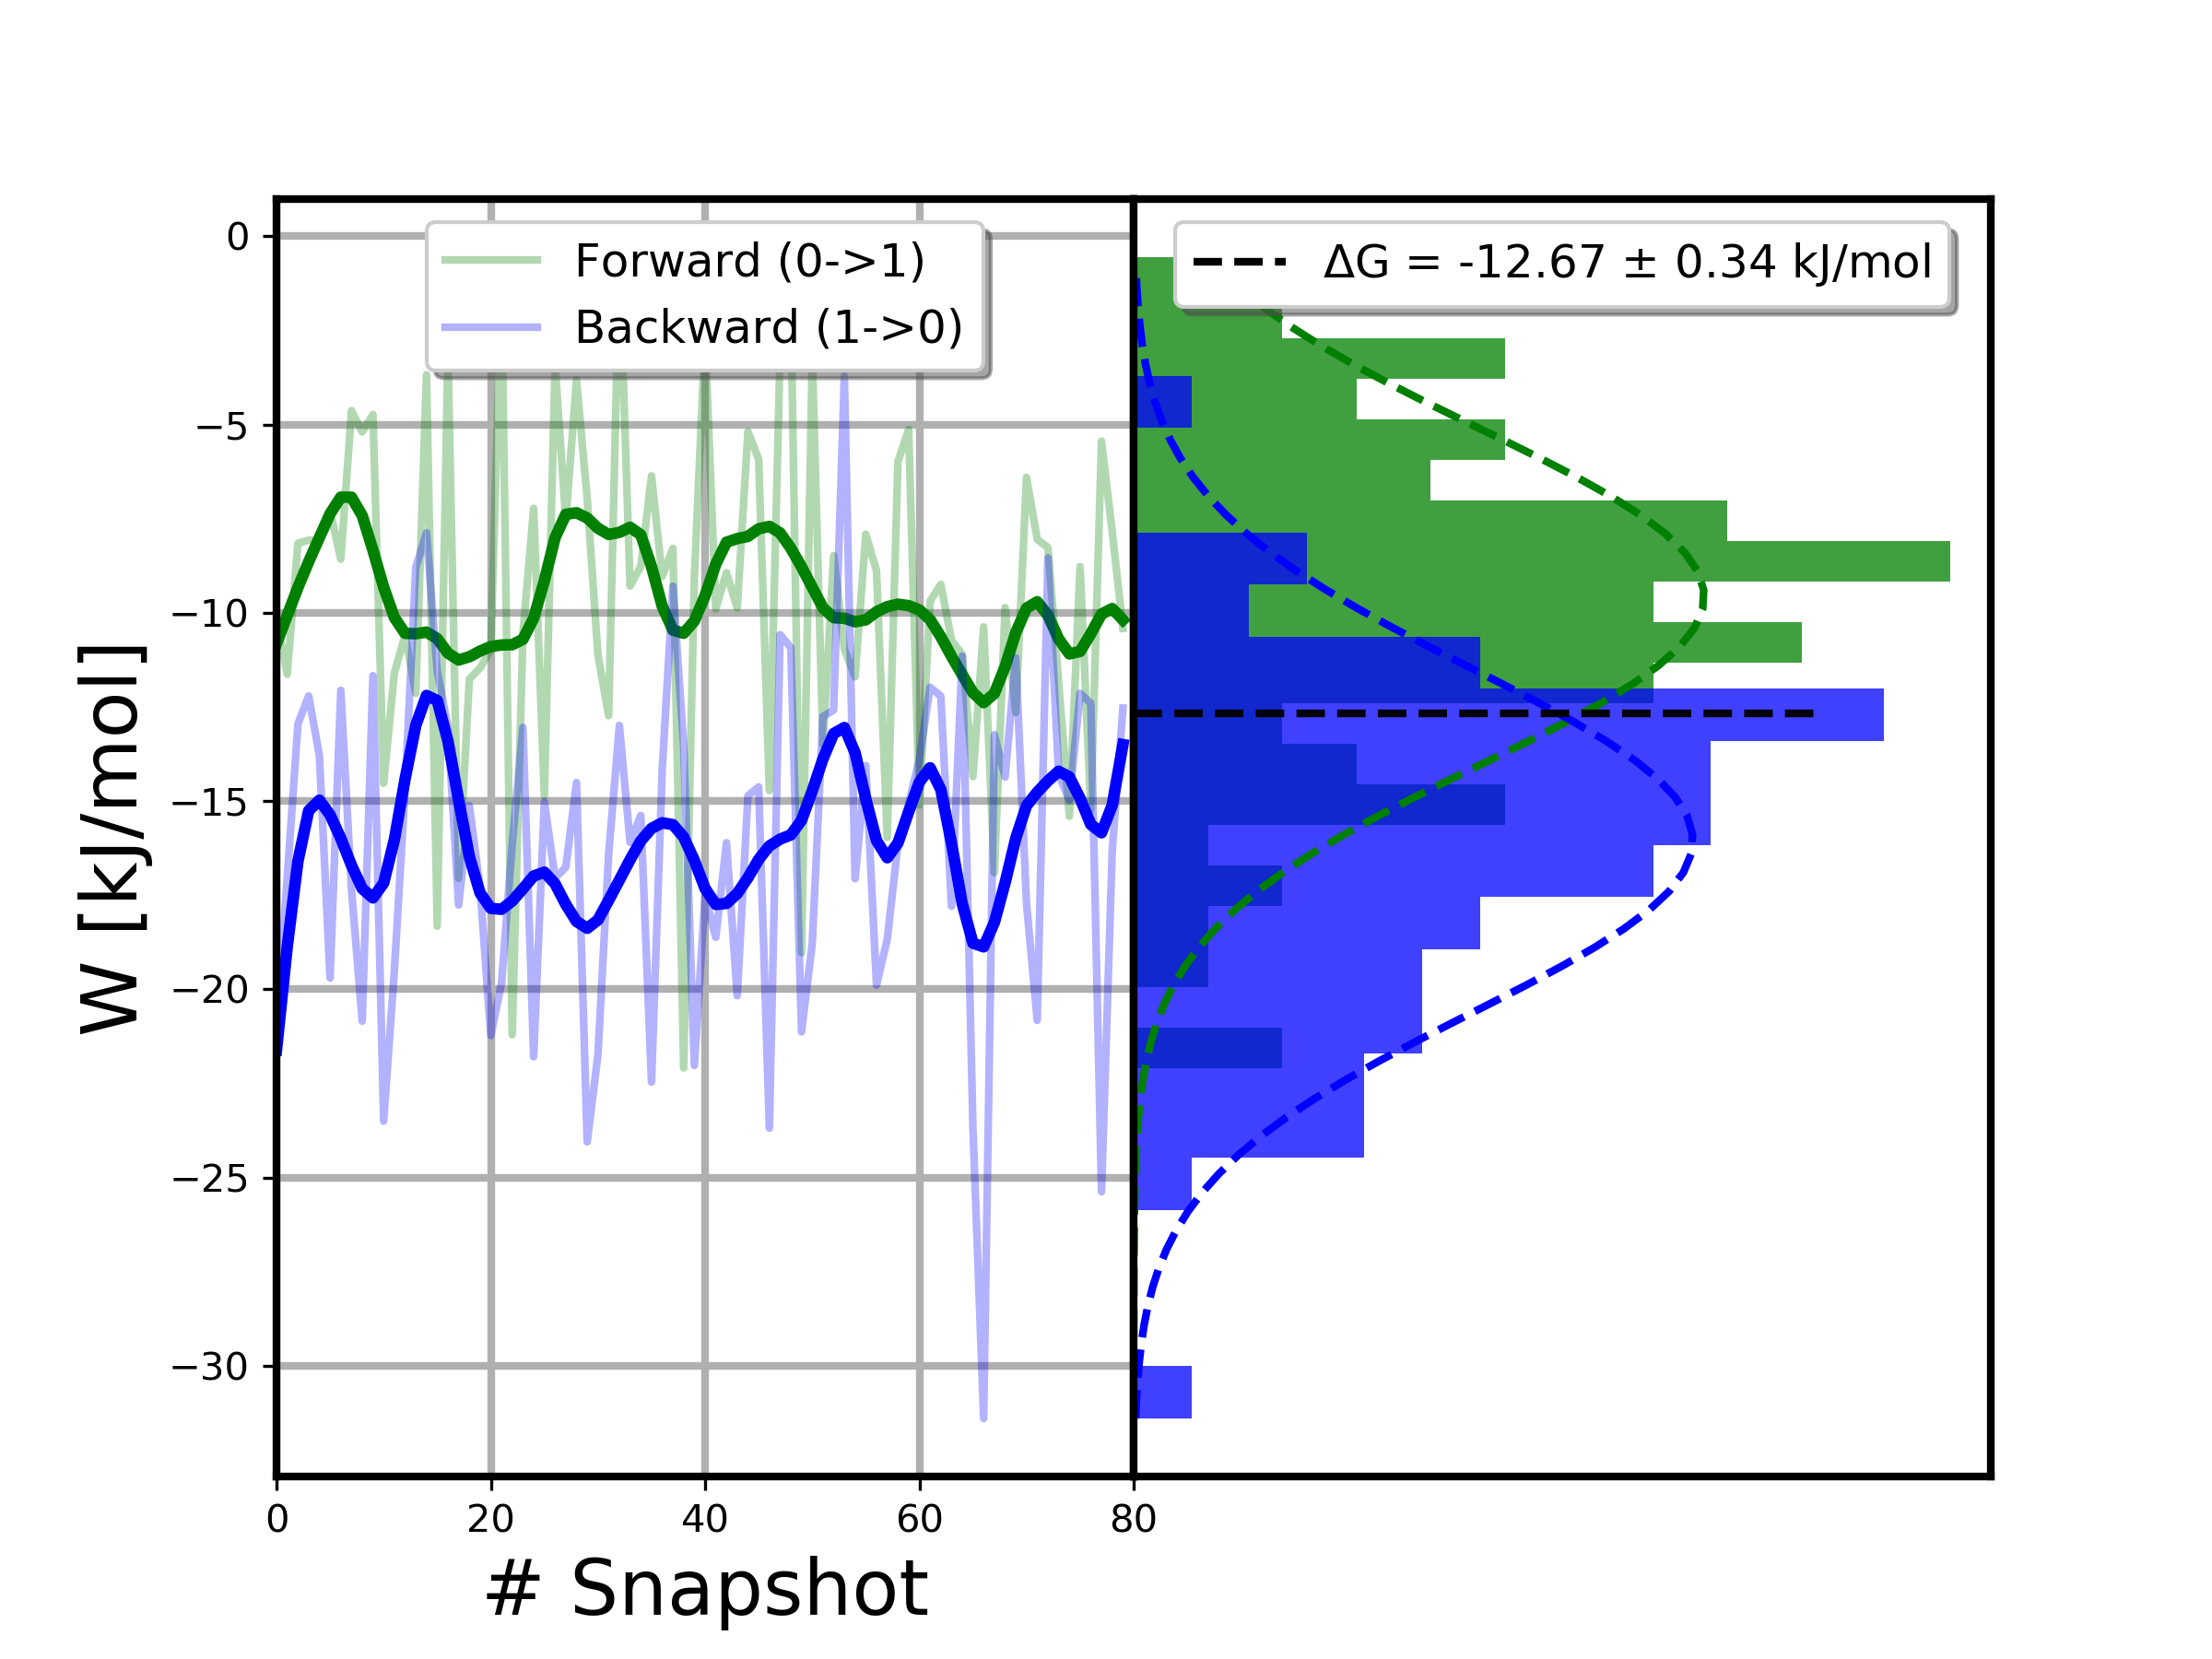 Forward (0->1)
Backward (1->0)
ΔG = -12.67 ± 0.34 kJ/mol
W [kJ/mol]
0
−5
−10
−15
−20
−25
−30
0 20 40 60 80
# Snapshot